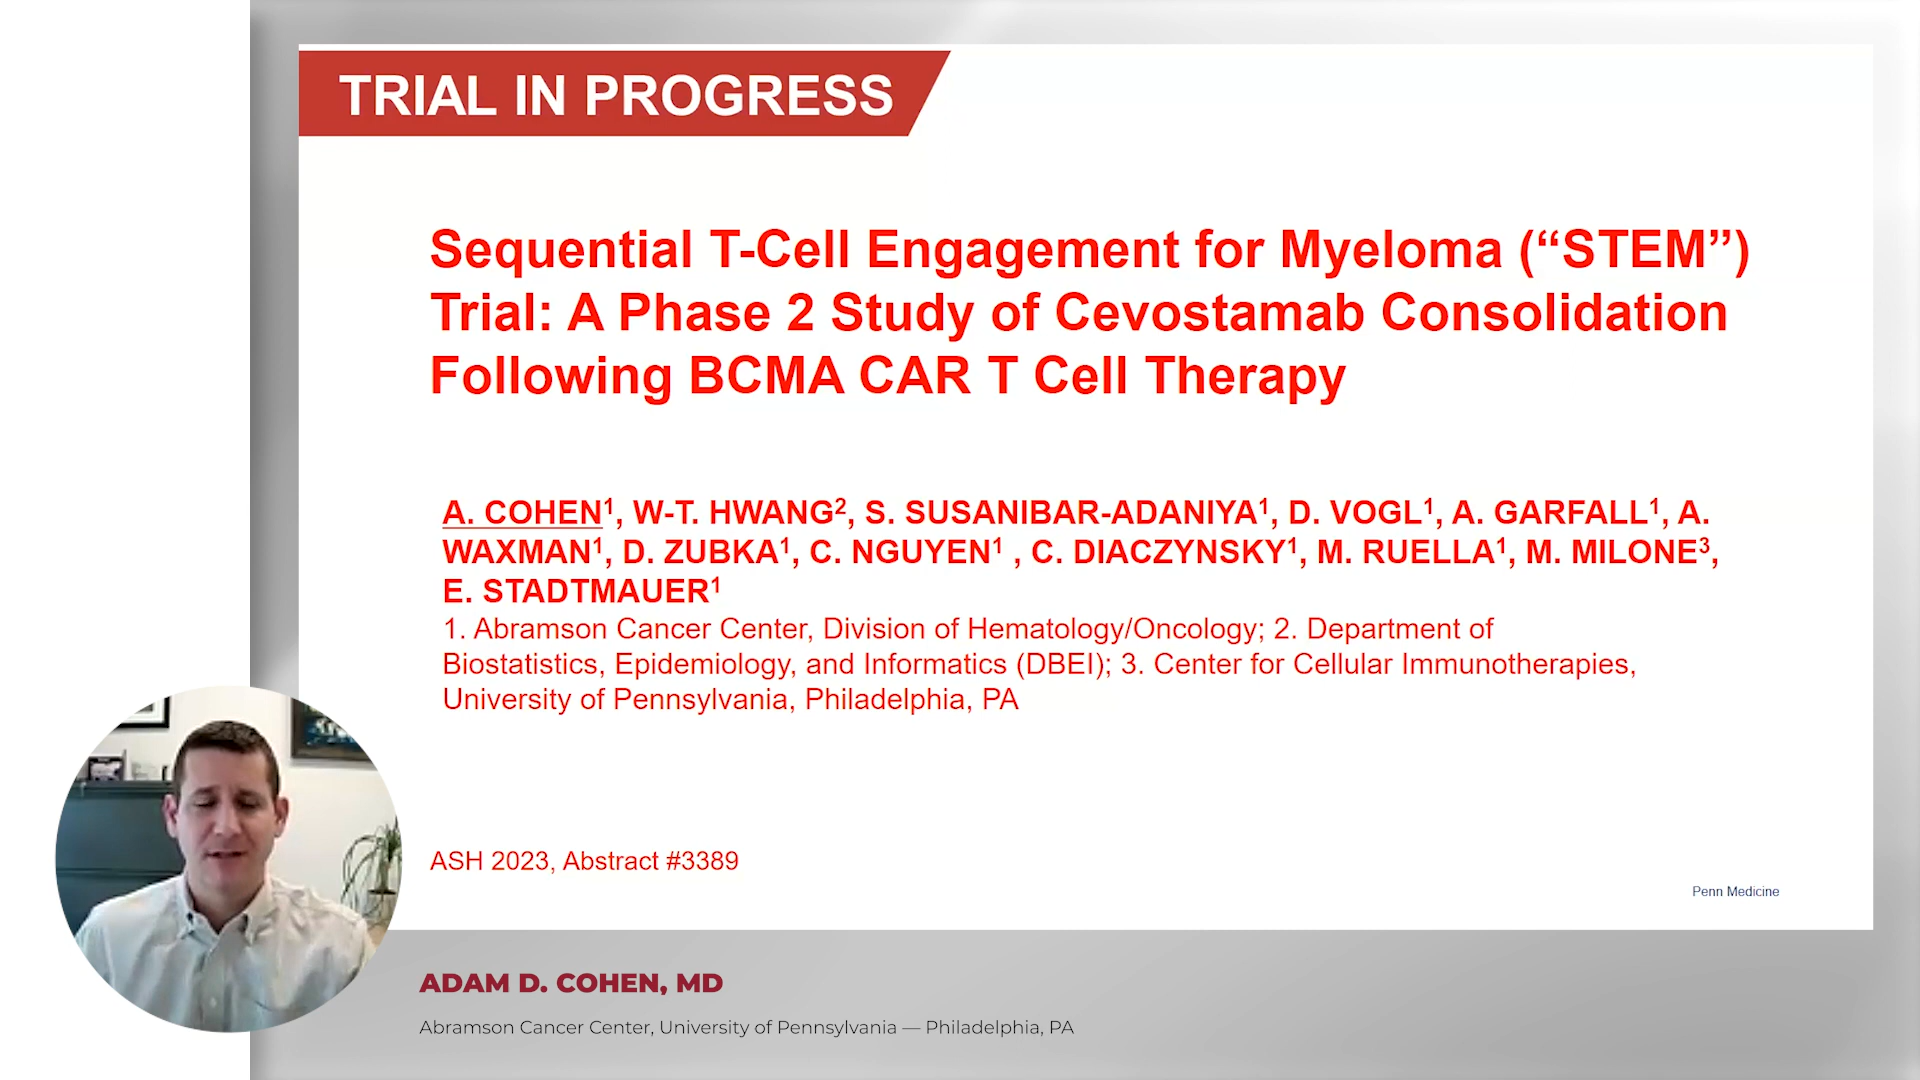 TRIAL IN PROGRESS
Sequential T-Cell Engagement for Myeloma (“STEM”)
Trial: A Phase 2 Study of Cevostamab Consolidation
Following BCMA CAR T Cell Therapy
A. COHEN¹, W-T. HWANG², S. SUSANIBAR-ADANIYA¹, D. VOGL¹, A. GARFALL¹, A.
WAXMAN¹, D. ZUBKA¹, C. NGUYEN¹ , C. DIACZYNSKY¹, M. RUELLA¹, M. MILONE³,
E. STADTMAUER¹
1. Abramson Cancer Center, Division of Hematology/Oncology; 2. Department of
Biostatistics, Epidemiology, and Informatics (DBEI); 3. Center for Cellular Immunotherapies,
University of Pennsylvania, Philadelphia, PA
ASH 2023, Abstract #3389
Penn Medicine
ADAM D. COHEN, MD
Abramson Cancer Center, University of Pennsylvania — Philadelphia, PA